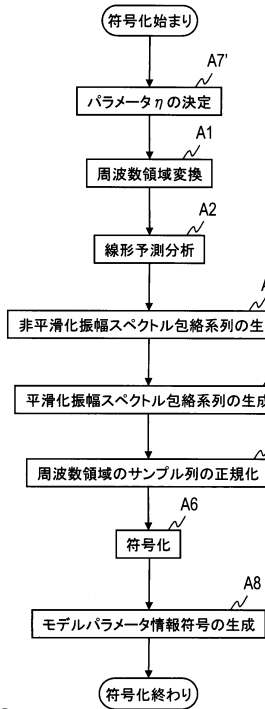 符号化始まり
A7'
パラメータηの決定
A1
周波数領域変換
A2
線形予測分析
A
非平滑化振幅スペクトル包絡系列の生
平滑化振幅スペクトル包絡系列の生成
周波数領域のサンプル列の正規化
A6
符号化
A8
モデルパラメータ情報符号の生成
符号化終わり